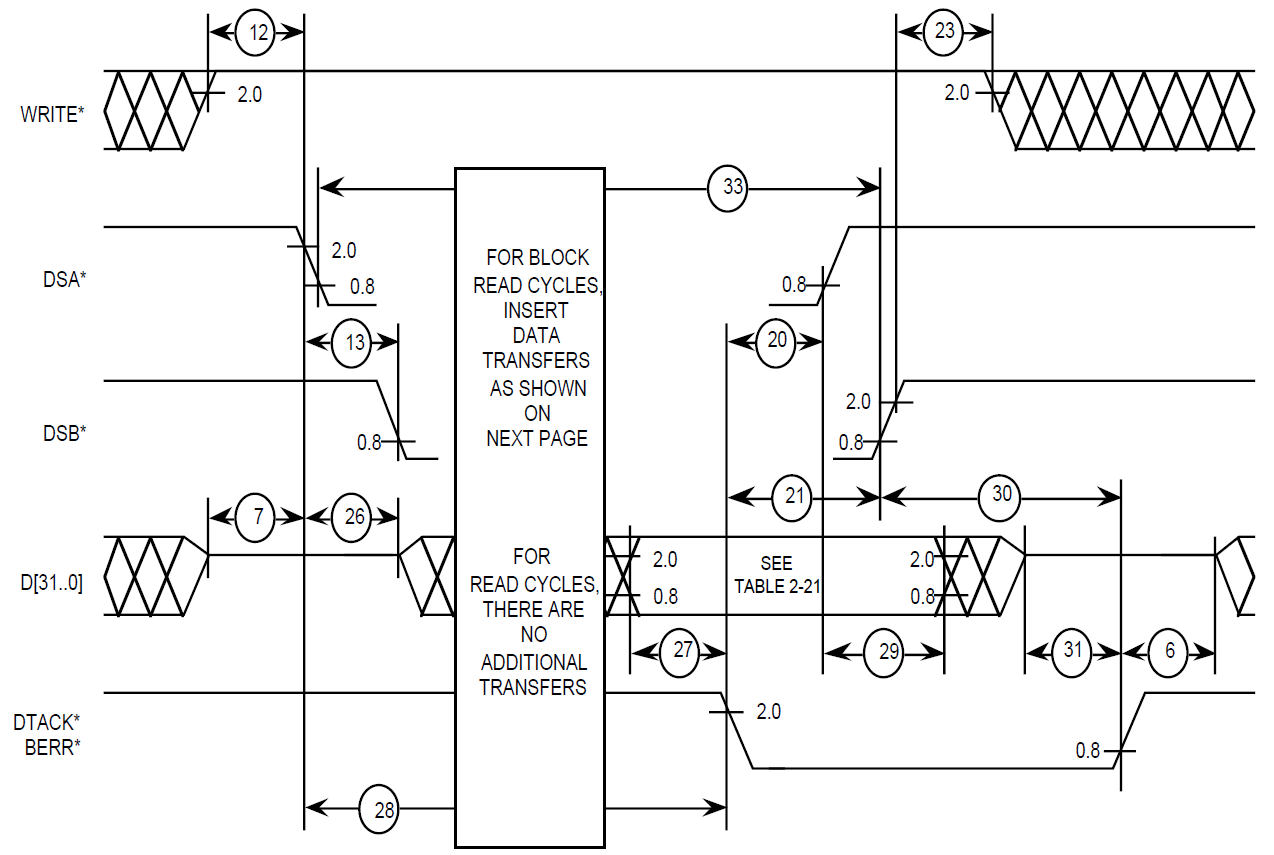 12
23
WRITE*
2.0
2.0
33
DSA*
2.0
0.8
0.8
FOR BLOCK
READ CYCLES,
INSERT
DATA
TRANSFERS
AS SHOWN
ON
NEXT PAGE
13
20
DSB*
0.8
2.0
0.8
7
26
21
30
D[31..0]
FOR
READ CYCLES,
THERE ARE
NO
ADDITIONAL
TRANSFERS
2.0
0.8
SEE
TABLE 2-21
2.0
0.8
27
29
31
6
DTACK*
BERR*
2.0
0.8
28